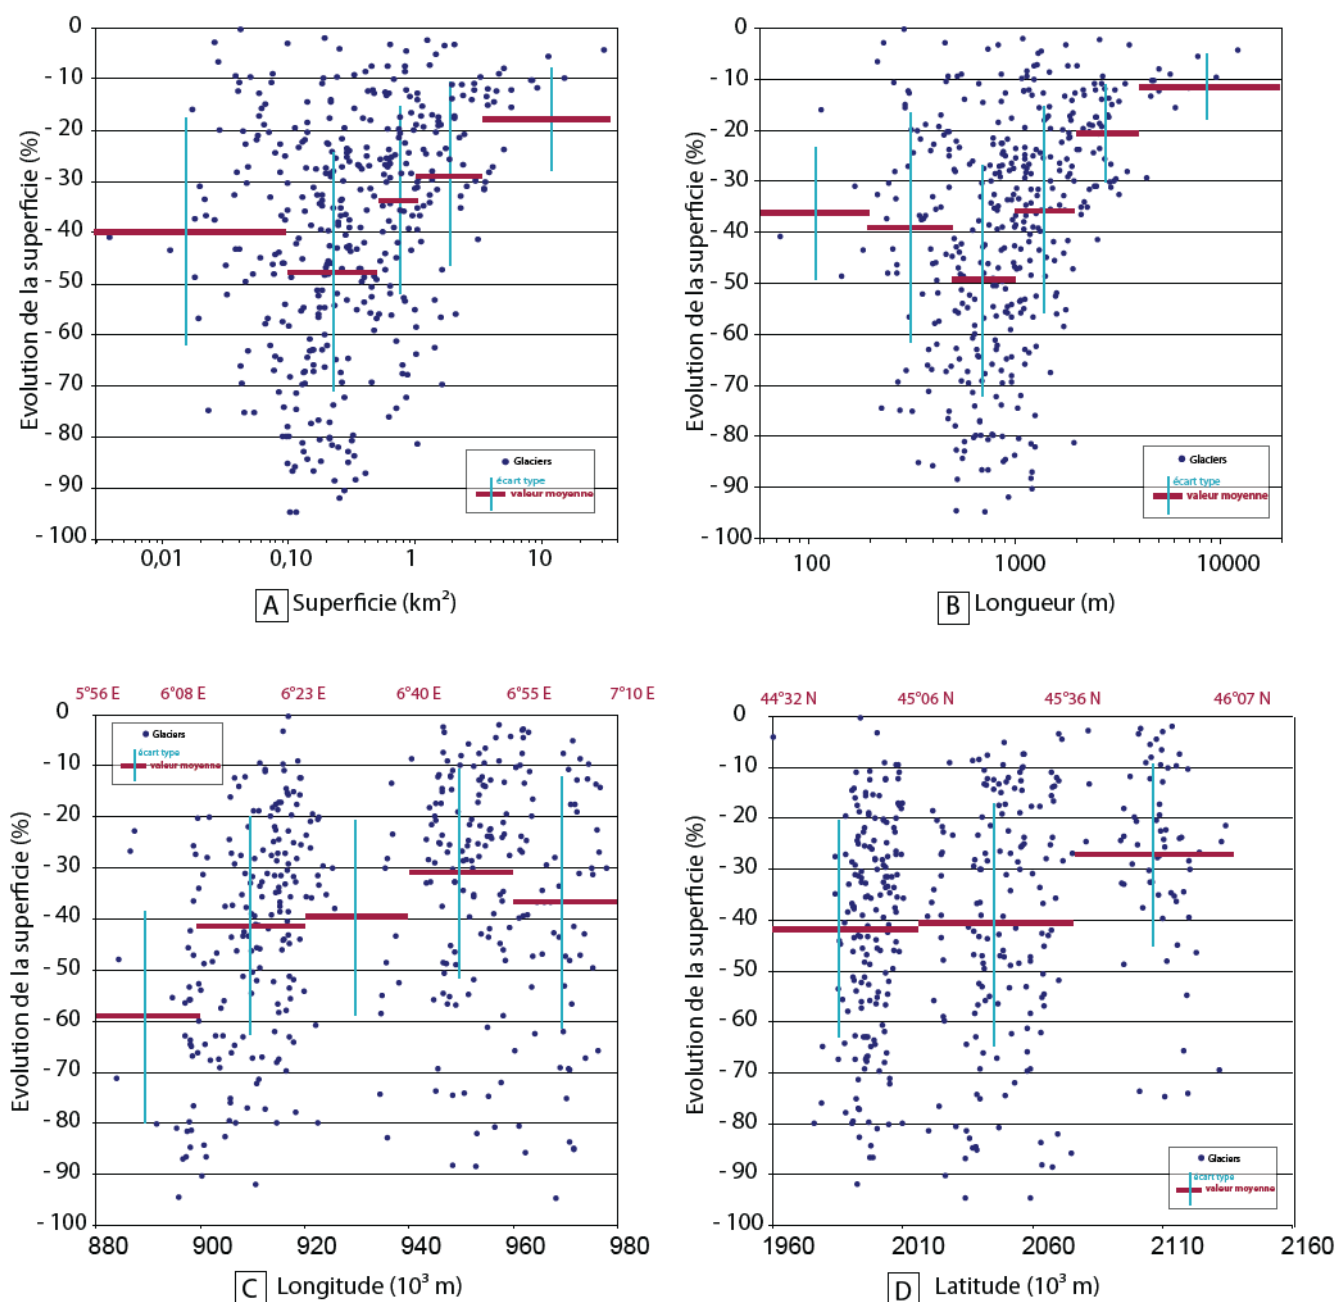 Evolution de la superficie (%)
0
- 10
- 20
- 30
- 40
- 50
- 60
- 70
- 80
- 90
- 100
Glaciers
écart type
valeur moyenne
0,01 0,10 1 10
A Superficie (km²)
Evolution de la superficie (%)
0
- 10
- 20
- 30
- 40
- 50
- 60
- 70
- 80
- 90
- 100
Glaciers
écart type
valeur moyenne
100 1000 10000
B Longueur (m)
5°56 E 6°08 E 6°23 E 6°40 E 6°55 E 7°10 E
Evolution de la superficie (%)
0
- 10
- 20
- 30
- 40
- 50
- 60
- 70
- 80
- 90
- 100
Glaciers
écart type
valeur moyenne
880 900 920 940 960 980
C Longitude (10³ m)
44°32 N 45°06 N 45°36 N 46°07 N
Evolution de la superficie (%)
0
- 10
- 20
- 30
- 40
- 50
- 60
- 70
- 80
- 90
- 100
Glaciers
écart type
valeur moyenne
1960 2010 2060 2110 2160
D Latitude (10³ m)